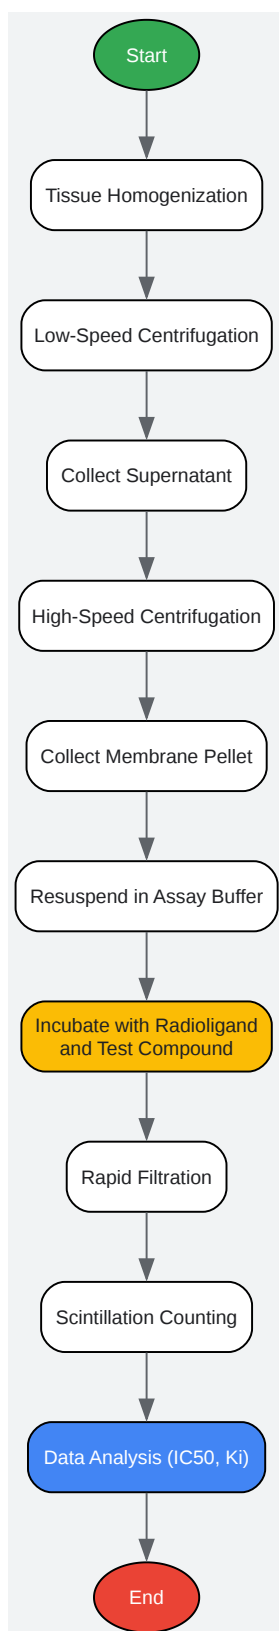 Start
Tissue Homogenization
Low-Speed Centrifugation
Collect Supernatant
High-Speed Centrifugation
Collect Membrane Pellet
Resuspend in Assay Buffer
Incubate with Radioligand
and Test Compound
Rapid Filtration
Scintillation Counting
Data Analysis (IC50, Ki)
End